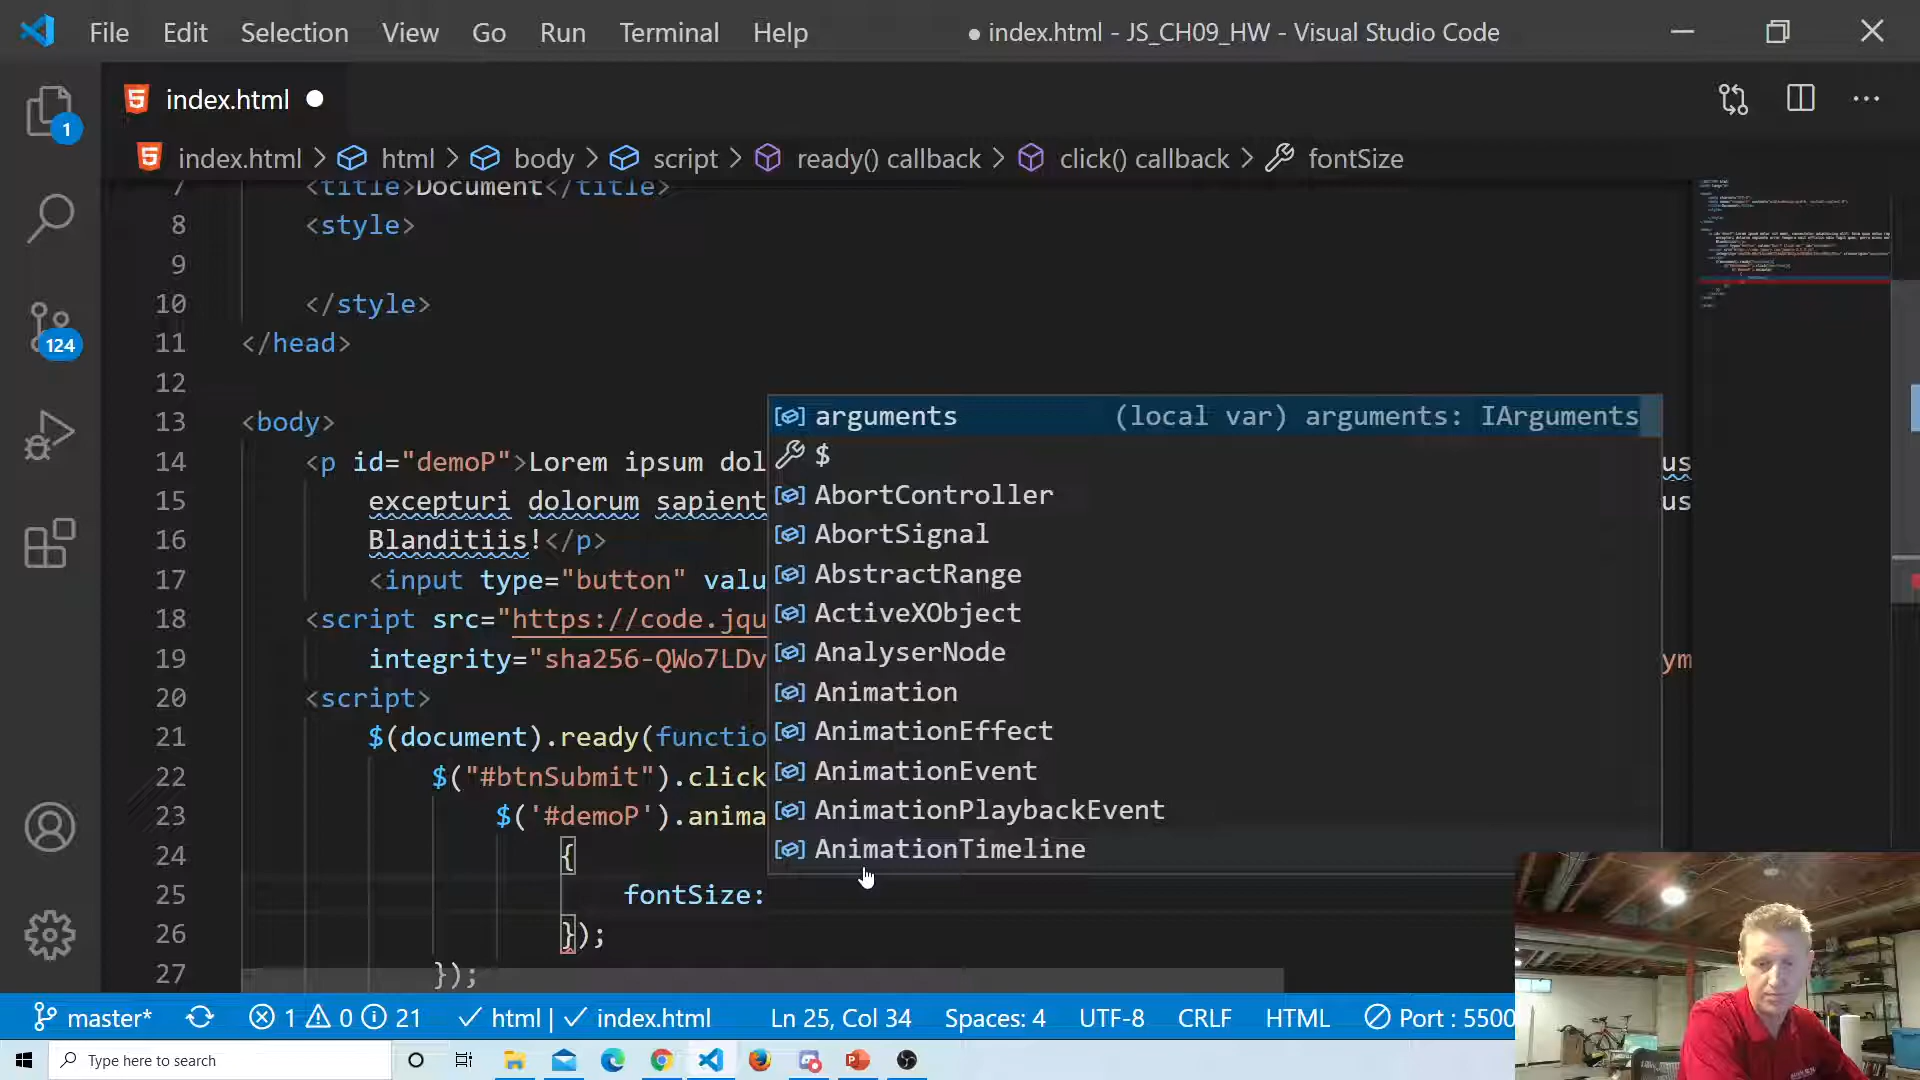 File Edit Selection View Go Run Terminal Help ● index.html - JS_CH09_HW - Visual Studio Code
index.html
index.html > html > body > script > ready() callback > click() callback > fontSize
1
124
7 <title>Document</title>
8 <style>
9
10 </style>
11 </head>
12
13 <body>
14 <p id="demoP">Lorem ipsum dol us
15 excepturi dolorum sapient us
16 Blanditiis!</p>
17 <input type="button" valu
18 <script src="https://code.jqu
19 integrity="sha256-QWo7LDv ym
20 <script>
21 $(document).ready(functio
22 $("#btnSubmit").click
23 $('#demoP').anima
24 {
25 fontSize:
26 });
27 });
arguments (local var) arguments: IArguments
$
AbortController
AbortSignal
AbstractRange
ActiveXObject
AnalyserNode
Animation
AnimationEffect
AnimationEvent
AnimationPlaybackEvent
AnimationTimeline
master* 1 0 21 html | index.html Ln 25, Col 34 Spaces: 4 UTF-8 CRLF HTML Port : 5500
Type here to search